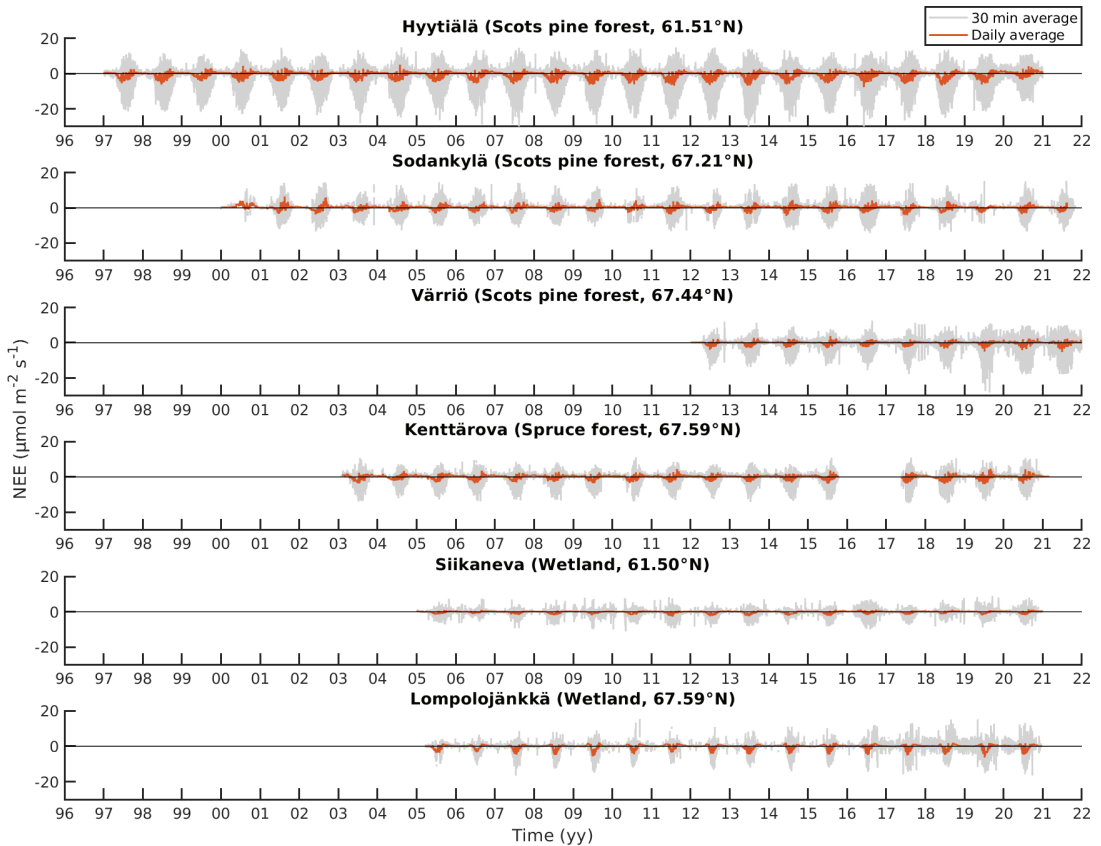 30 min average
Daily average
Hyytiälä (Scots pine forest, 61.51°N)
20
0
-20
96 97 98 99 00 01 02 03 04 05 06 07 08 09 10 11 12 13 14 15 16 17 18 19 20 21 22
Sodankylä (Scots pine forest, 67.21°N)
20
0
-20
96 97 98 99 00 01 02 03 04 05 06 07 08 09 10 11 12 13 14 15 16 17 18 19 20 21 22
Värriö (Scots pine forest, 67.44°N)
20
0
-20
96 97 98 99 00 01 02 03 04 05 06 07 08 09 10 11 12 13 14 15 16 17 18 19 20 21 22
NEE (µmol m⁻² s⁻¹)
Kenttärova (Spruce forest, 67.59°N)
20
0
-20
96 97 98 99 00 01 02 03 04 05 06 07 08 09 10 11 12 13 14 15 16 17 18 19 20 21 22
Siikaneva (Wetland, 61.50°N)
20
0
-20
96 97 98 99 00 01 02 03 04 05 06 07 08 09 10 11 12 13 14 15 16 17 18 19 20 21 22
Lompolojänkkä (Wetland, 67.59°N)
20
0
-20
96 97 98 99 00 01 02 03 04 05 06 07 08 09 10 11 12 13 14 15 16 17 18 19 20 21 22
Time (yy)